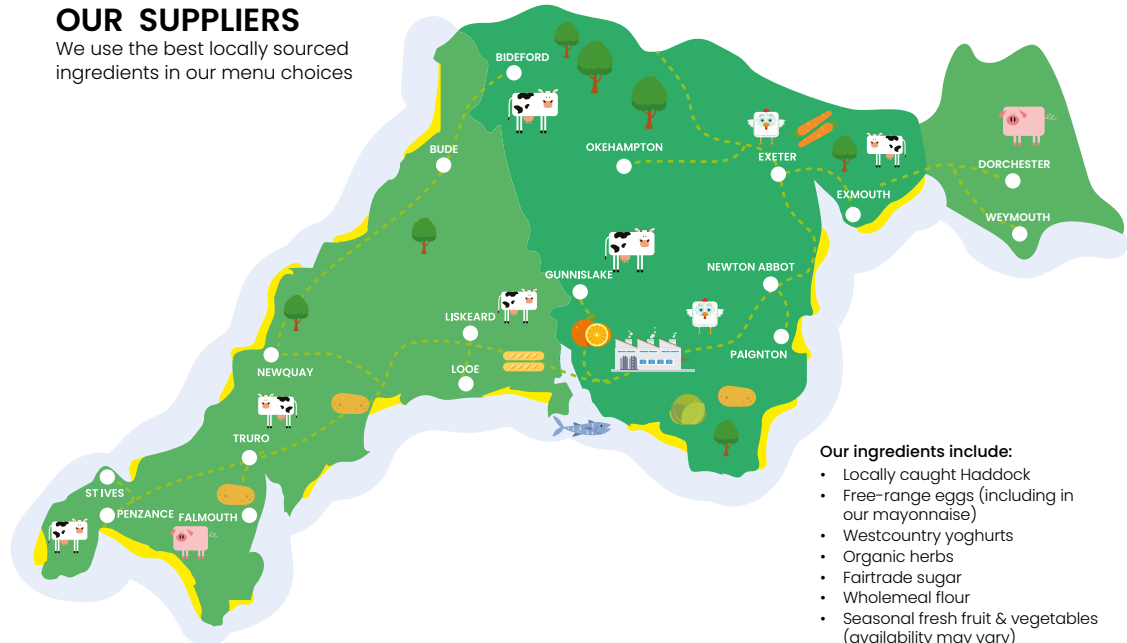 OUR SUPPLIERS
We use the best locally sourced
ingredients in our menu choices
BIDEFORD
BUDE
OKEHAMPTON
EXETER
EXMOUTH
DORCHESTER
WEYMOUTH
GUNNISLAKE
NEWTON ABBOT
LISKEARD
PAIGNTON
LOOE
NEWQUAY
TRURO
ST IVES
PENZANCE
FALMOUTH
Our ingredients include:
• Locally caught Haddock
• Free-range eggs (including in
our mayonnaise)
• Westcountry yoghurts
• Organic herbs
• Fairtrade sugar
• Wholemeal flour
• Seasonal fresh fruit & vegetables
(availability may vary)